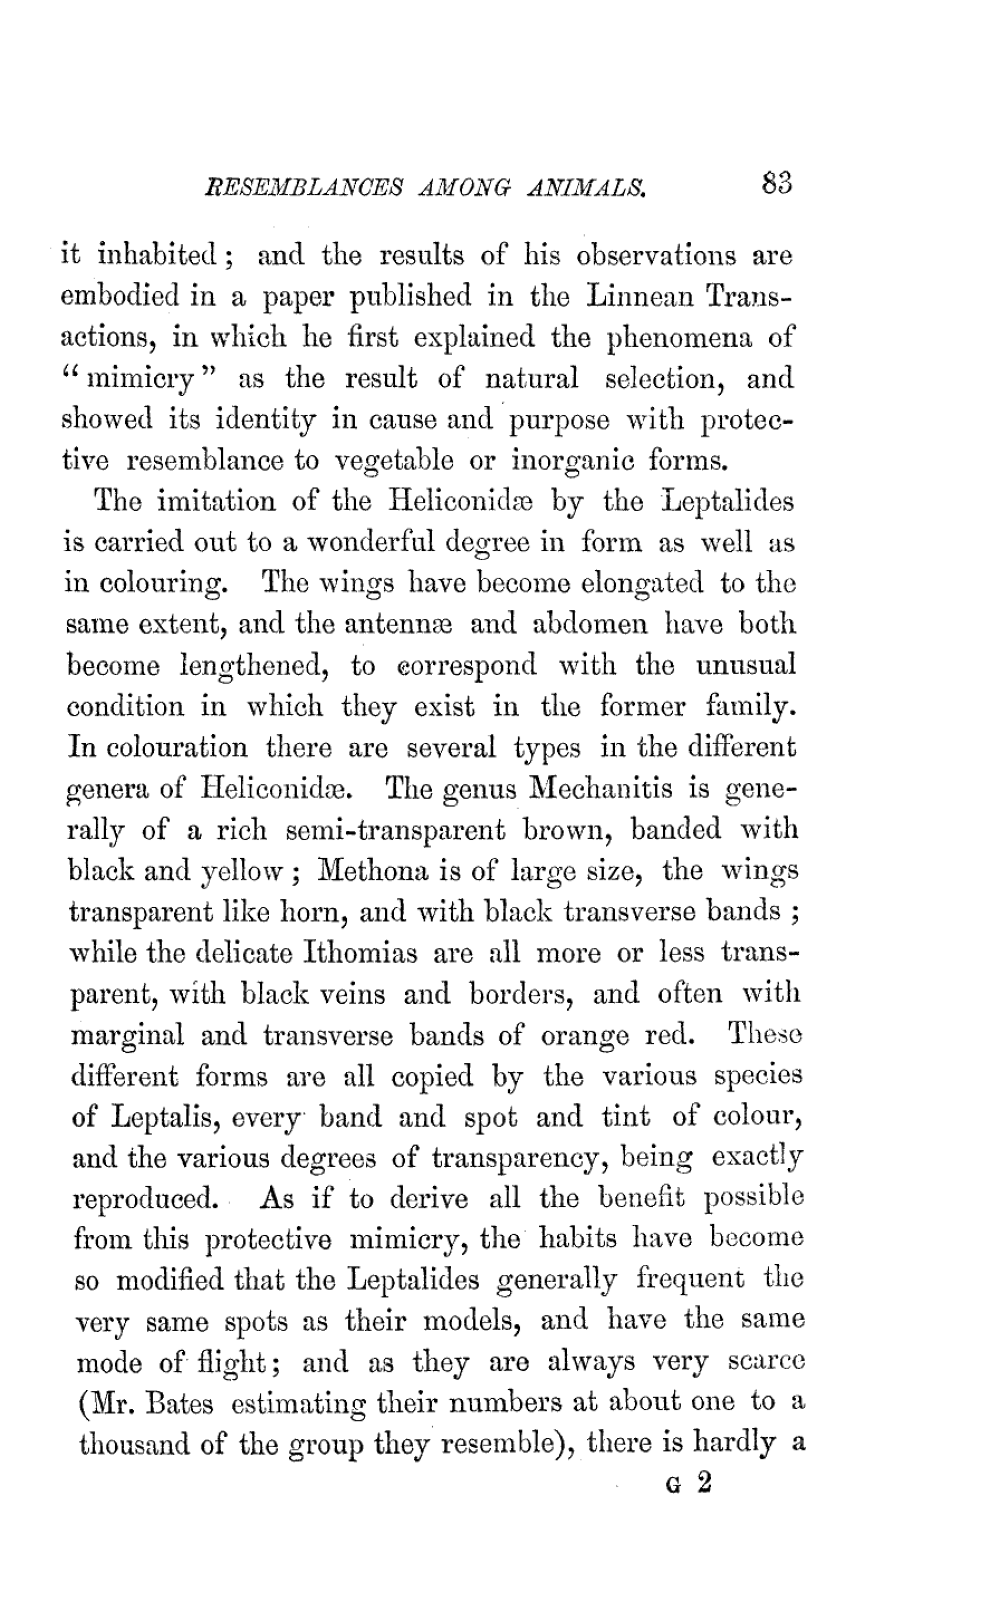 RESEMBLANCES AMONG ANIMALS. 83
it inhabited; and the results of his observations are
embodied in a paper published in the Linnean Trans-
actions, in which he first explained the phenomena of
“mimicry” as the result of natural selection, and
showed its identity in cause and purpose with protec-
tive resemblance to vegetable or inorganic forms.
The imitation of the Heliconidæ by the Leptalides
is carried out to a wonderful degree in form as well as
in colouring. The wings have become elongated to the
same extent, and the antennæ and abdomen have both
become lengthened, to correspond with the unusual
condition in which they exist in the former family.
In colouration there are several types in the different
genera of Heliconidæ. The genus Mechanitis is gene-
rally of a rich semi-transparent brown, banded with
black and yellow; Methona is of large size, the wings
transparent like horn, and with black transverse bands;
while the delicate Ithomias are all more or less trans-
parent, with black veins and borders, and often with
marginal and transverse bands of orange red. These
different forms are all copied by the various species
of Leptalis, every band and spot and tint of colour,
and the various degrees of transparency, being exactly
reproduced. As if to derive all the benefit possible
from this protective mimicry, the habits have become
so modified that the Leptalides generally frequent the
very same spots as their models, and have the same
mode of flight; and as they are always very scarce
(Mr. Bates estimating their numbers at about one to a
thousand of the group they resemble), there is hardly a
G 2